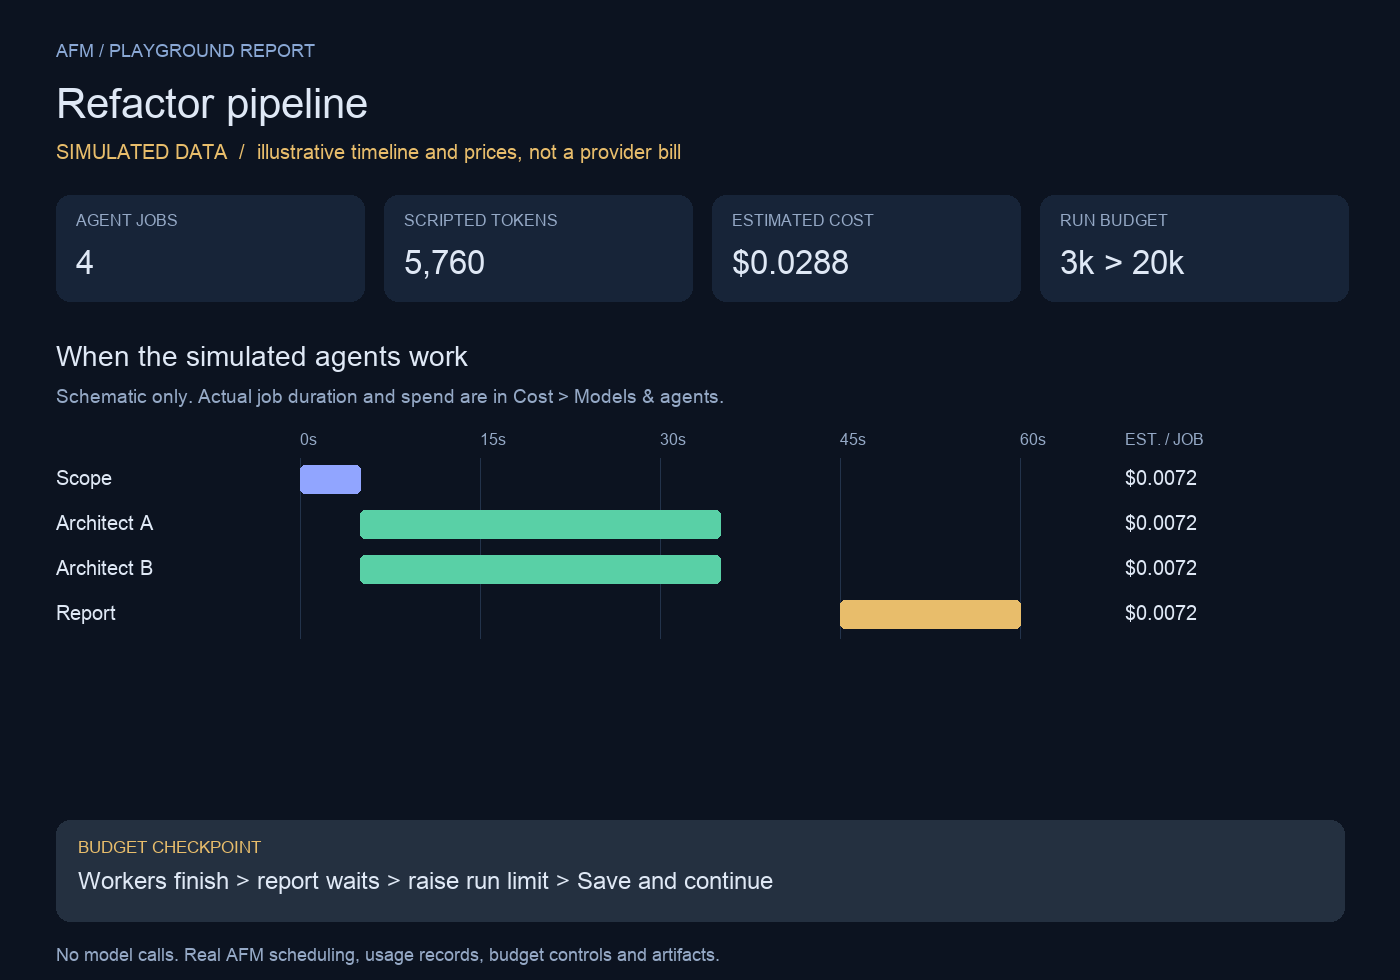 AFM / PLAYGROUND REPORT
Refactor pipeline
SIMULATED DATA / illustrative timeline and prices, not a provider bill
AGENT JOBS
4
SCRIPTED TOKENS
5,760
ESTIMATED COST
$0.0288
RUN BUDGET
3k > 20k
When the simulated agents work
Schematic only. Actual job duration and spend are in Cost > Models & agents.
0s 15s 30s 45s 60s EST. / JOB
Scope $0.0072
Architect A $0.0072
Architect B $0.0072
Report $0.0072
BUDGET CHECKPOINT
Workers finish > report waits > raise run limit > Save and continue
No model calls. Real AFM scheduling, usage records, budget controls and artifacts.